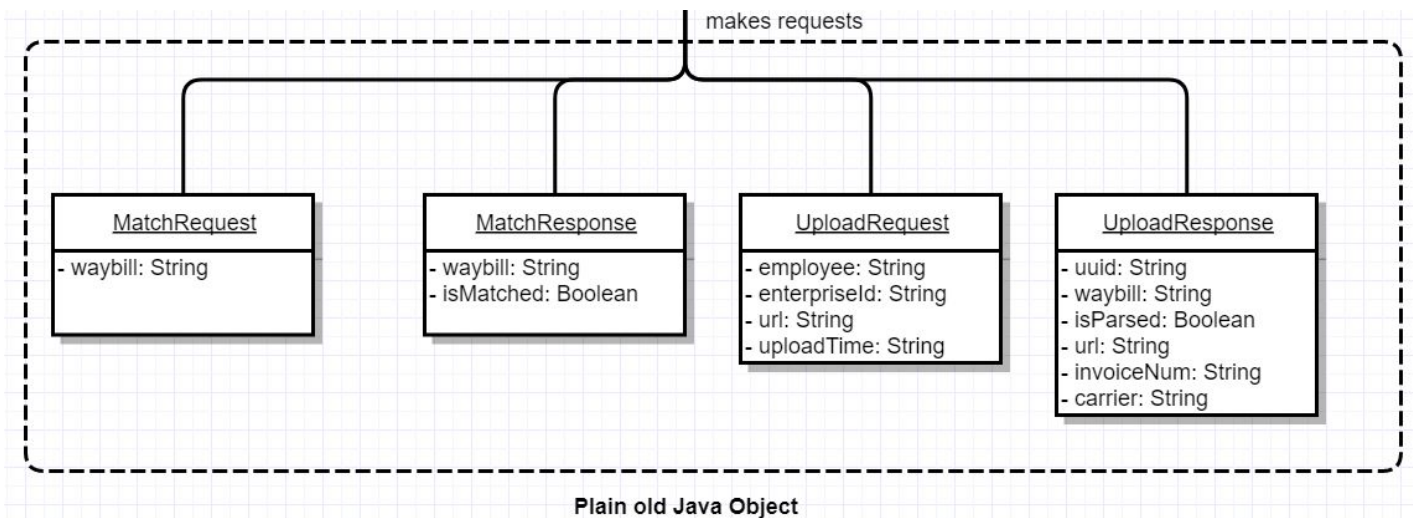 makes requests
MatchRequest
- waybill: String
MatchResponse
- waybill: String
- isMatched: Boolean
UploadRequest
- employee: String
- enterpriseId: String
- url: String
- uploadTime: String
UploadResponse
- uuid: String
- waybill: String
- isParsed: Boolean
- url: String
- invoiceNum: String
- carrier: String
Plain old Java Object